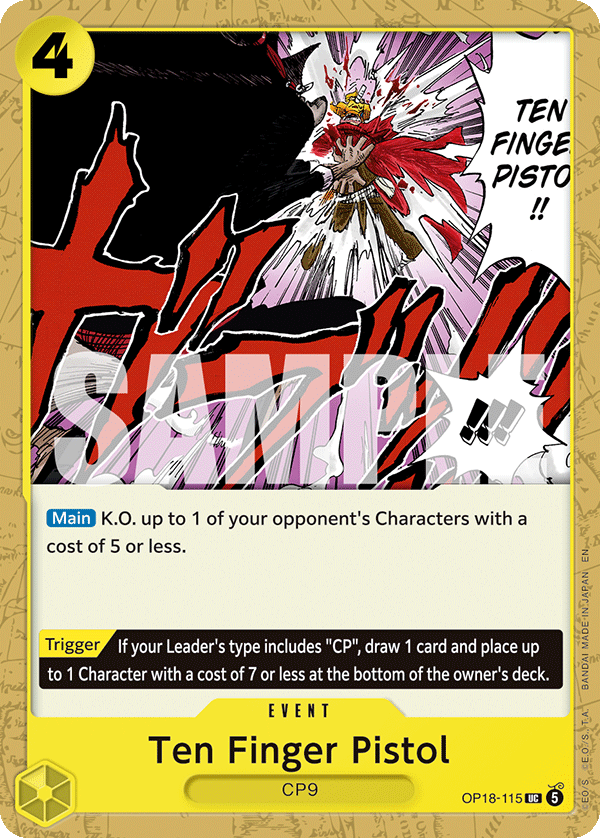 4
TEN
FINGE
PISTO
!!
SAMPLE
!!!
Main K.O. up to 1 of your opponent's Characters with a
cost of 5 or less.
Trigger If your Leader's type includes "CP", draw 1 card and place up
to 1 Character with a cost of 7 or less at the bottom of the owner's deck.
EVENT
Ten Finger Pistol
CP9
OP18-115 UC 5
©E.O./S. ©E.O./S.,T.A. BANDAI MADE IN JAPAN EN